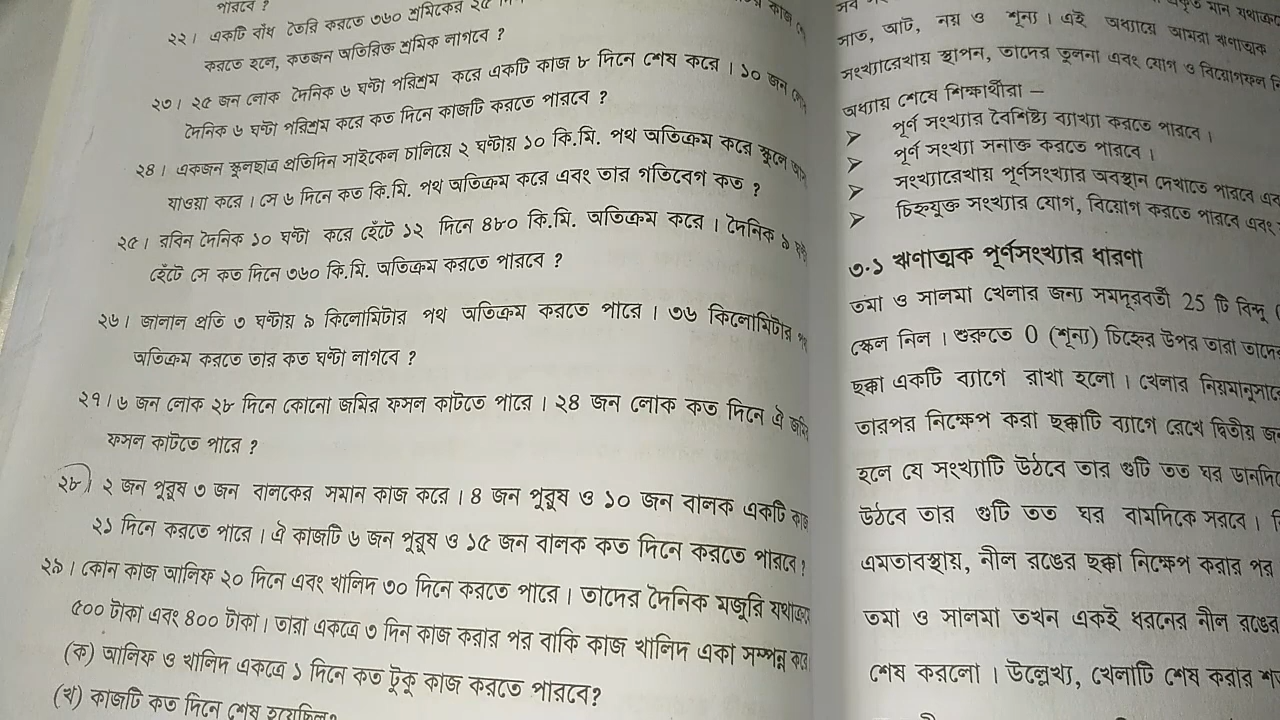 পারবে ?
২২। একটি বাঁধ তৈরি করতে ৩৬০ শ্রমিকের ২৫
করতে হলে, কতজন অতিরিক্ত শ্রমিক লাগবে ?
২৩। ২৫ জন লোক দৈনিক ৬ ঘণ্টা পরিশ্রম করে একটি কাজ ৮ দিনে শেষ করে। ১০ জন
দৈনিক ৬ ঘণ্টা পরিশ্রম করে কত দিনে কাজটি করতে পারবে ?
২৪। একজন স্কুলছাত্র প্রতিদিন সাইকেল চালিয়ে ২ ঘণ্টায় ১০ কি.মি. পথ অতিক্রম করে স্কুলে
যাওয়া করে। সে ৬ দিনে কত কি.মি. পথ অতিক্রম করে এবং তার গতিবেগ কত ?
২৫। রবিন দৈনিক ১০ ঘণ্টা করে হেঁটে ১২ দিনে ৪৮০ কি.মি. অতিক্রম করে। দৈনিক ৯
হেঁটে সে কত দিনে ৩৬০ কি.মি. অতিক্রম করতে পারবে ?
২৬। জালাল প্রতি ৩ ঘণ্টায় ৯ কিলোমিটার পথ অতিক্রম করতে পারে। ৩৬ কিলোমিটার
অতিক্রম করতে তার কত ঘণ্টা লাগবে ?
২৭। ৬ জন লোক ২৮ দিনে কোনো জমির ফসল কাটতে পারে। ২৪ জন লোক কত দিনে ঐ জমির
ফসল কাটতে পারে ?
২৮। ২ জন পুরুষ ৩ জন বালকের সমান কাজ করে। ৪ জন পুরুষ ও ১০ জন বালক একটি কাজ
২১ দিনে করতে পারে। ঐ কাজটি ৬ জন পুরুষ ও ১৫ জন বালক কত দিনে করতে পারবে?
২৯। কোন কাজ আলিফ ২০ দিনে এবং খালিদ ৩০ দিনে করতে পারে। তাদের দৈনিক মজুরি যথাক্রমে
৫০০ টাকা এবং ৪০০ টাকা। তারা একত্রে ৩ দিন কাজ করার পর বাকি কাজ খালিদ একা সম্পন্ন করে
(ক) আলিফ ও খালিদ একত্রে ১ দিনে কত টুকু কাজ করতে পারবে?
(খ) কাজটি কত দিনে শেষ হয়েছিল?
সাত, আট, নয় ও শূন্য। এই অধ্যায়ে আমরা ঋণাত্মক
সংখ্যারেখায় স্থাপন, তাদের তুলনা এবং যোগ ও বিয়োগফল
অধ্যায় শেষে শিক্ষার্থীরা –
➢ পূর্ণ সংখ্যার বৈশিষ্ট্য ব্যাখ্যা করতে পারবে।
➢ পূর্ণ সংখ্যা সনাক্ত করতে পারবে।
➢ সংখ্যারেখায় পূর্ণসংখ্যার অবস্থান দেখাতে পারবে
➢ চিহ্নযুক্ত সংখ্যার যোগ, বিয়োগ করতে পারবে এবং
৩.১ ঋণাত্মক পূর্ণসংখ্যার ধারণা
তমা ও সালমা খেলার জন্য সমদূরবর্তী 25 টি বিন্দু
স্কেল নিল। শুরুতে 0 (শূন্য) চিহ্নের উপর তারা তাদের
ছক্কা একটি ব্যাগে রাখা হলো। খেলার নিয়মানুসারে
তারপর নিক্ষেপ করা ছক্কাটি ব্যাগে রেখে দ্বিতীয়
হলে যে সংখ্যাটি উঠবে তার গুটি তত ঘর ডানদিকে
উঠবে তার গুটি তত ঘর বামদিকে সরবে।
এমতাবস্থায়, নীল রঙের ছক্কা নিক্ষেপ করার পর
তমা ও সালমা তখন একই ধরনের নীল রঙের
শেষ করলো। উল্লেখ্য, খেলাটি শেষ করার